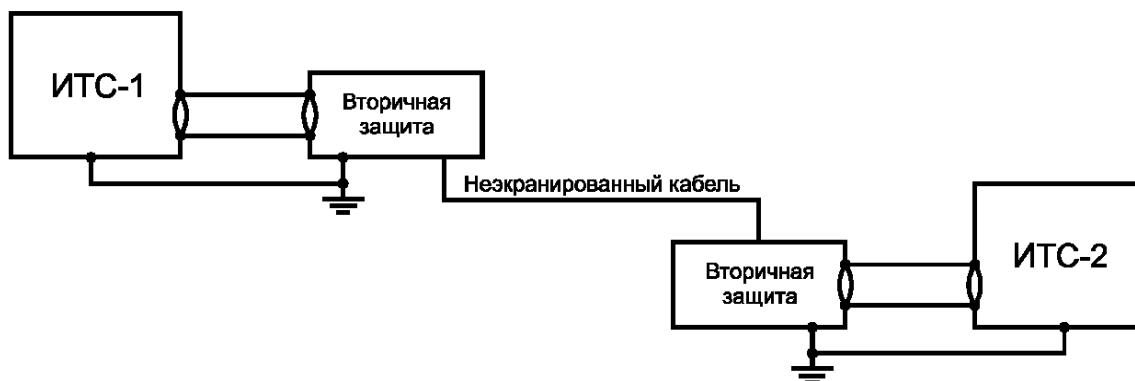 ИТС-1
Вторичная
защита
Неэкранированный кабель
Вторичная
защита
ИТС-2